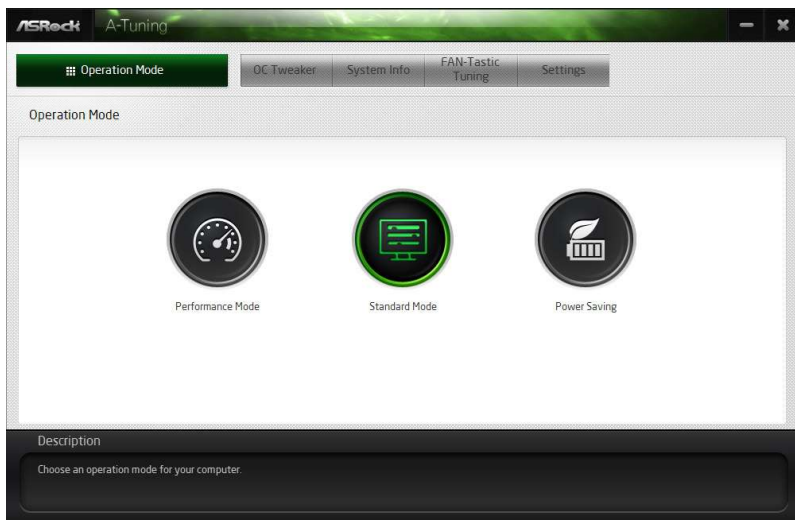 ASRock A-Tuning
Operation Mode OC Tweaker System Info FAN-Tastic Tuning Settings
Operation Mode
Performance Mode Standard Mode Power Saving
Description
Choose an operation mode for your computer.